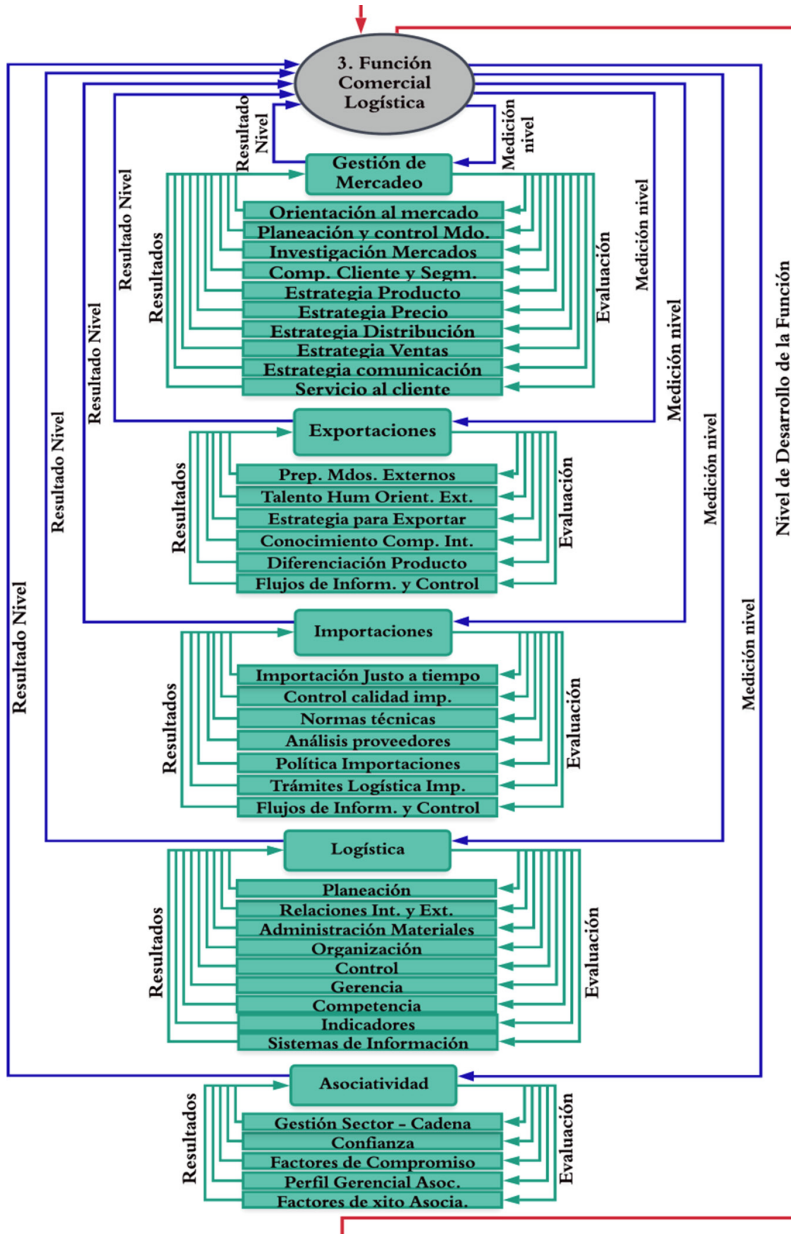 3. Función
Comercial
Logística
Resultado
Nivel
Medición
nivel
Gestión de
Mercadeo
Orientación al mercado
Planeación y control Mdo.
Investigación Mercados
Comp. Cliente y Segm.
Estrategia Producto
Estrategia Precio
Estrategia Distribución
Estrategia Ventas
Estrategia comunicación
Servicio al cliente
Resultados
Evaluación
Resultado Nivel
Medición nivel
Exportaciones
Prep. Mdos. Externos
Talento Hum Orient. Ext.
Estrategia para Exportar
Conocimiento Comp. Int.
Diferenciación Producto
Flujos de Inform. y Control
Resultados
Evaluación
Resultado Nivel
Medición nivel
Importaciones
Importación Justo a tiempo
Control calidad imp.
Normas técnicas
Análisis proveedores
Política Importaciones
Trámites Logística Imp.
Flujos de Inform. y Control
Resultados
Evaluación
Resultado Nivel
Medición nivel
Logística
Planeación
Relaciones Int. y Ext.
Administración Materiales
Organización
Control
Gerencia
Competencia
Indicadores
Sistemas de Información
Resultados
Evaluación
Resultado Nivel
Medición nivel
Nivel de Desarrollo de la Función
Asociatividad
Gestión Sector - Cadena
Confianza
Factores de Compromiso
Perfil Gerencial Asoc.
Factores de xito Asocia.
Resultados
Evaluación